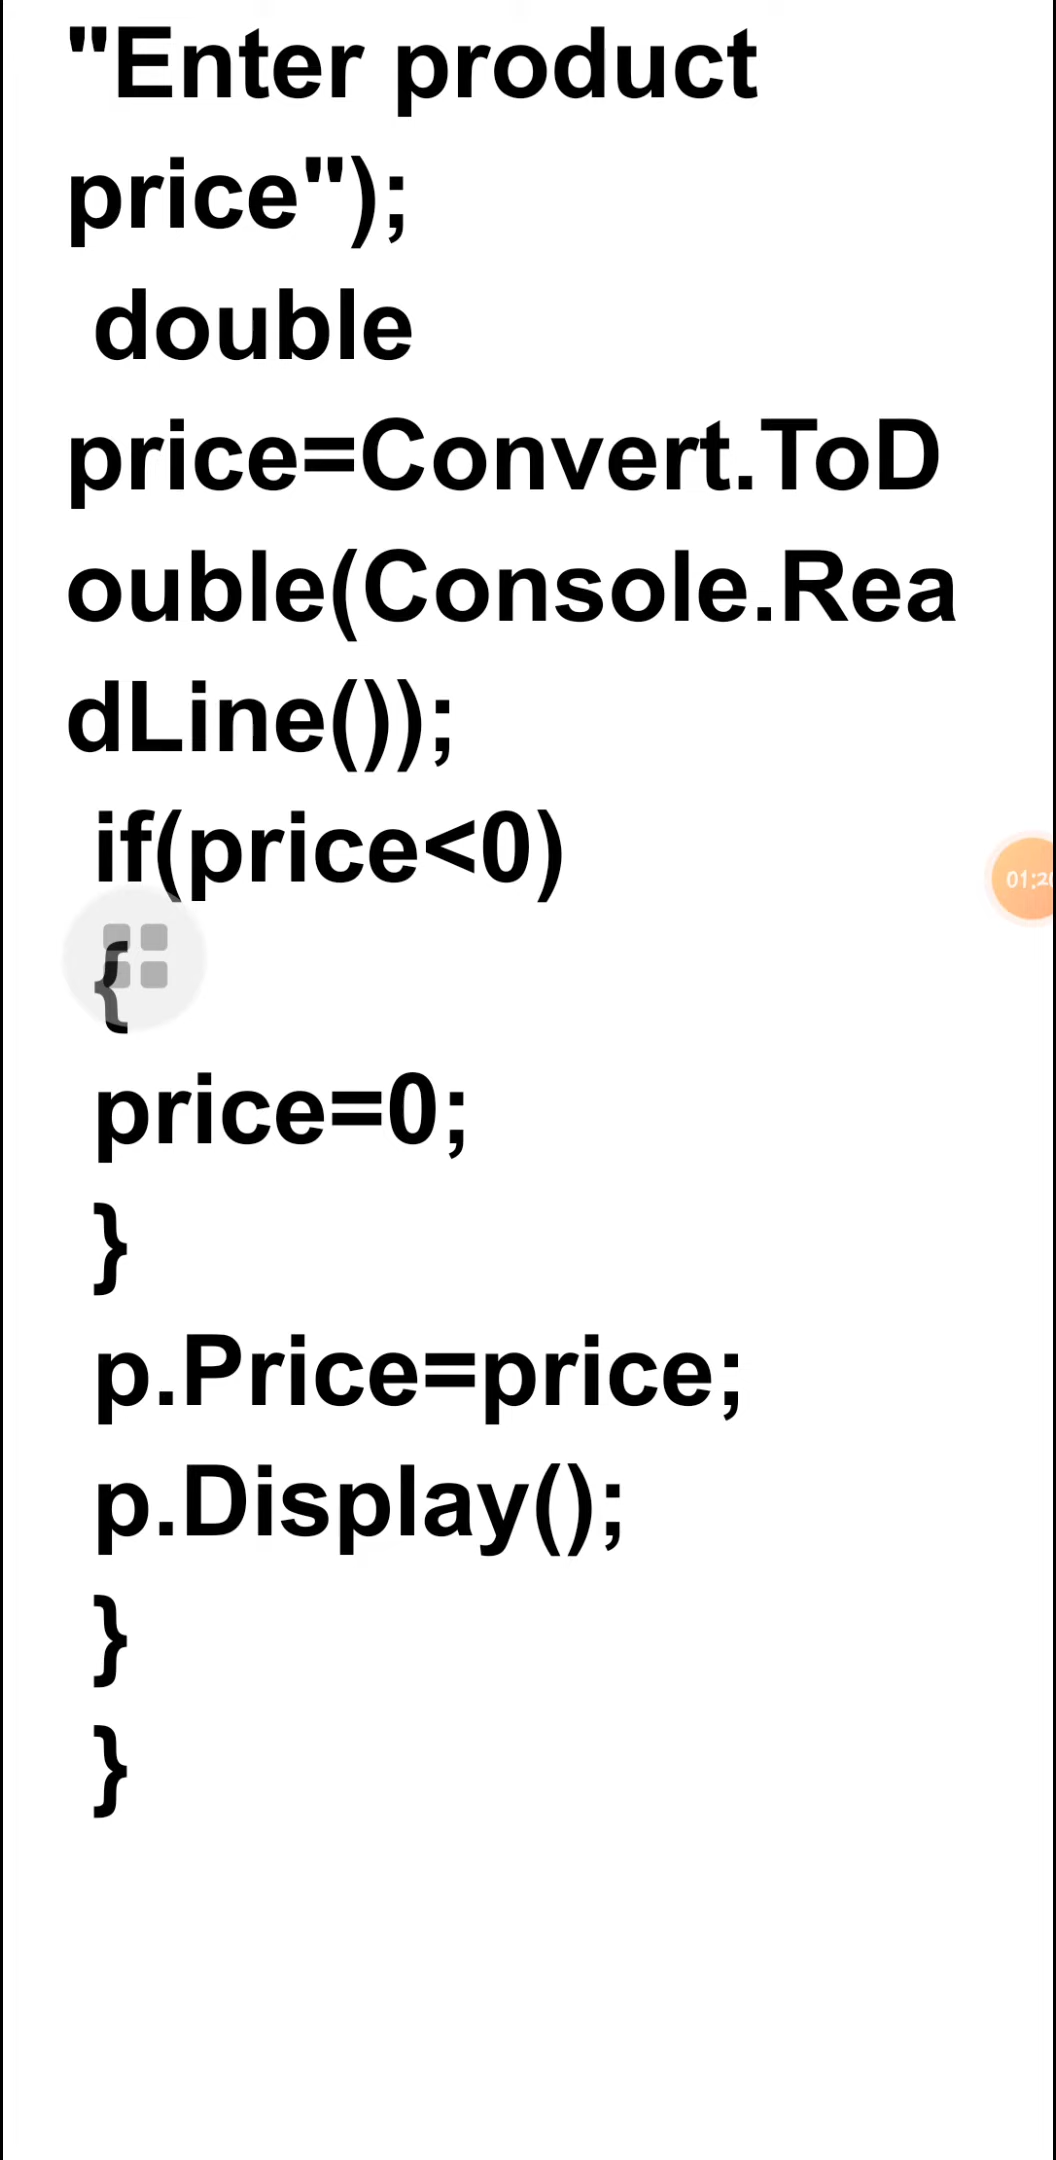 "Enter product
price");
double
price=Convert.ToD
ouble(Console.Rea
dLine());
if(price<0)
{
price=0;
}
p.Price=price;
p.Display();
}
}